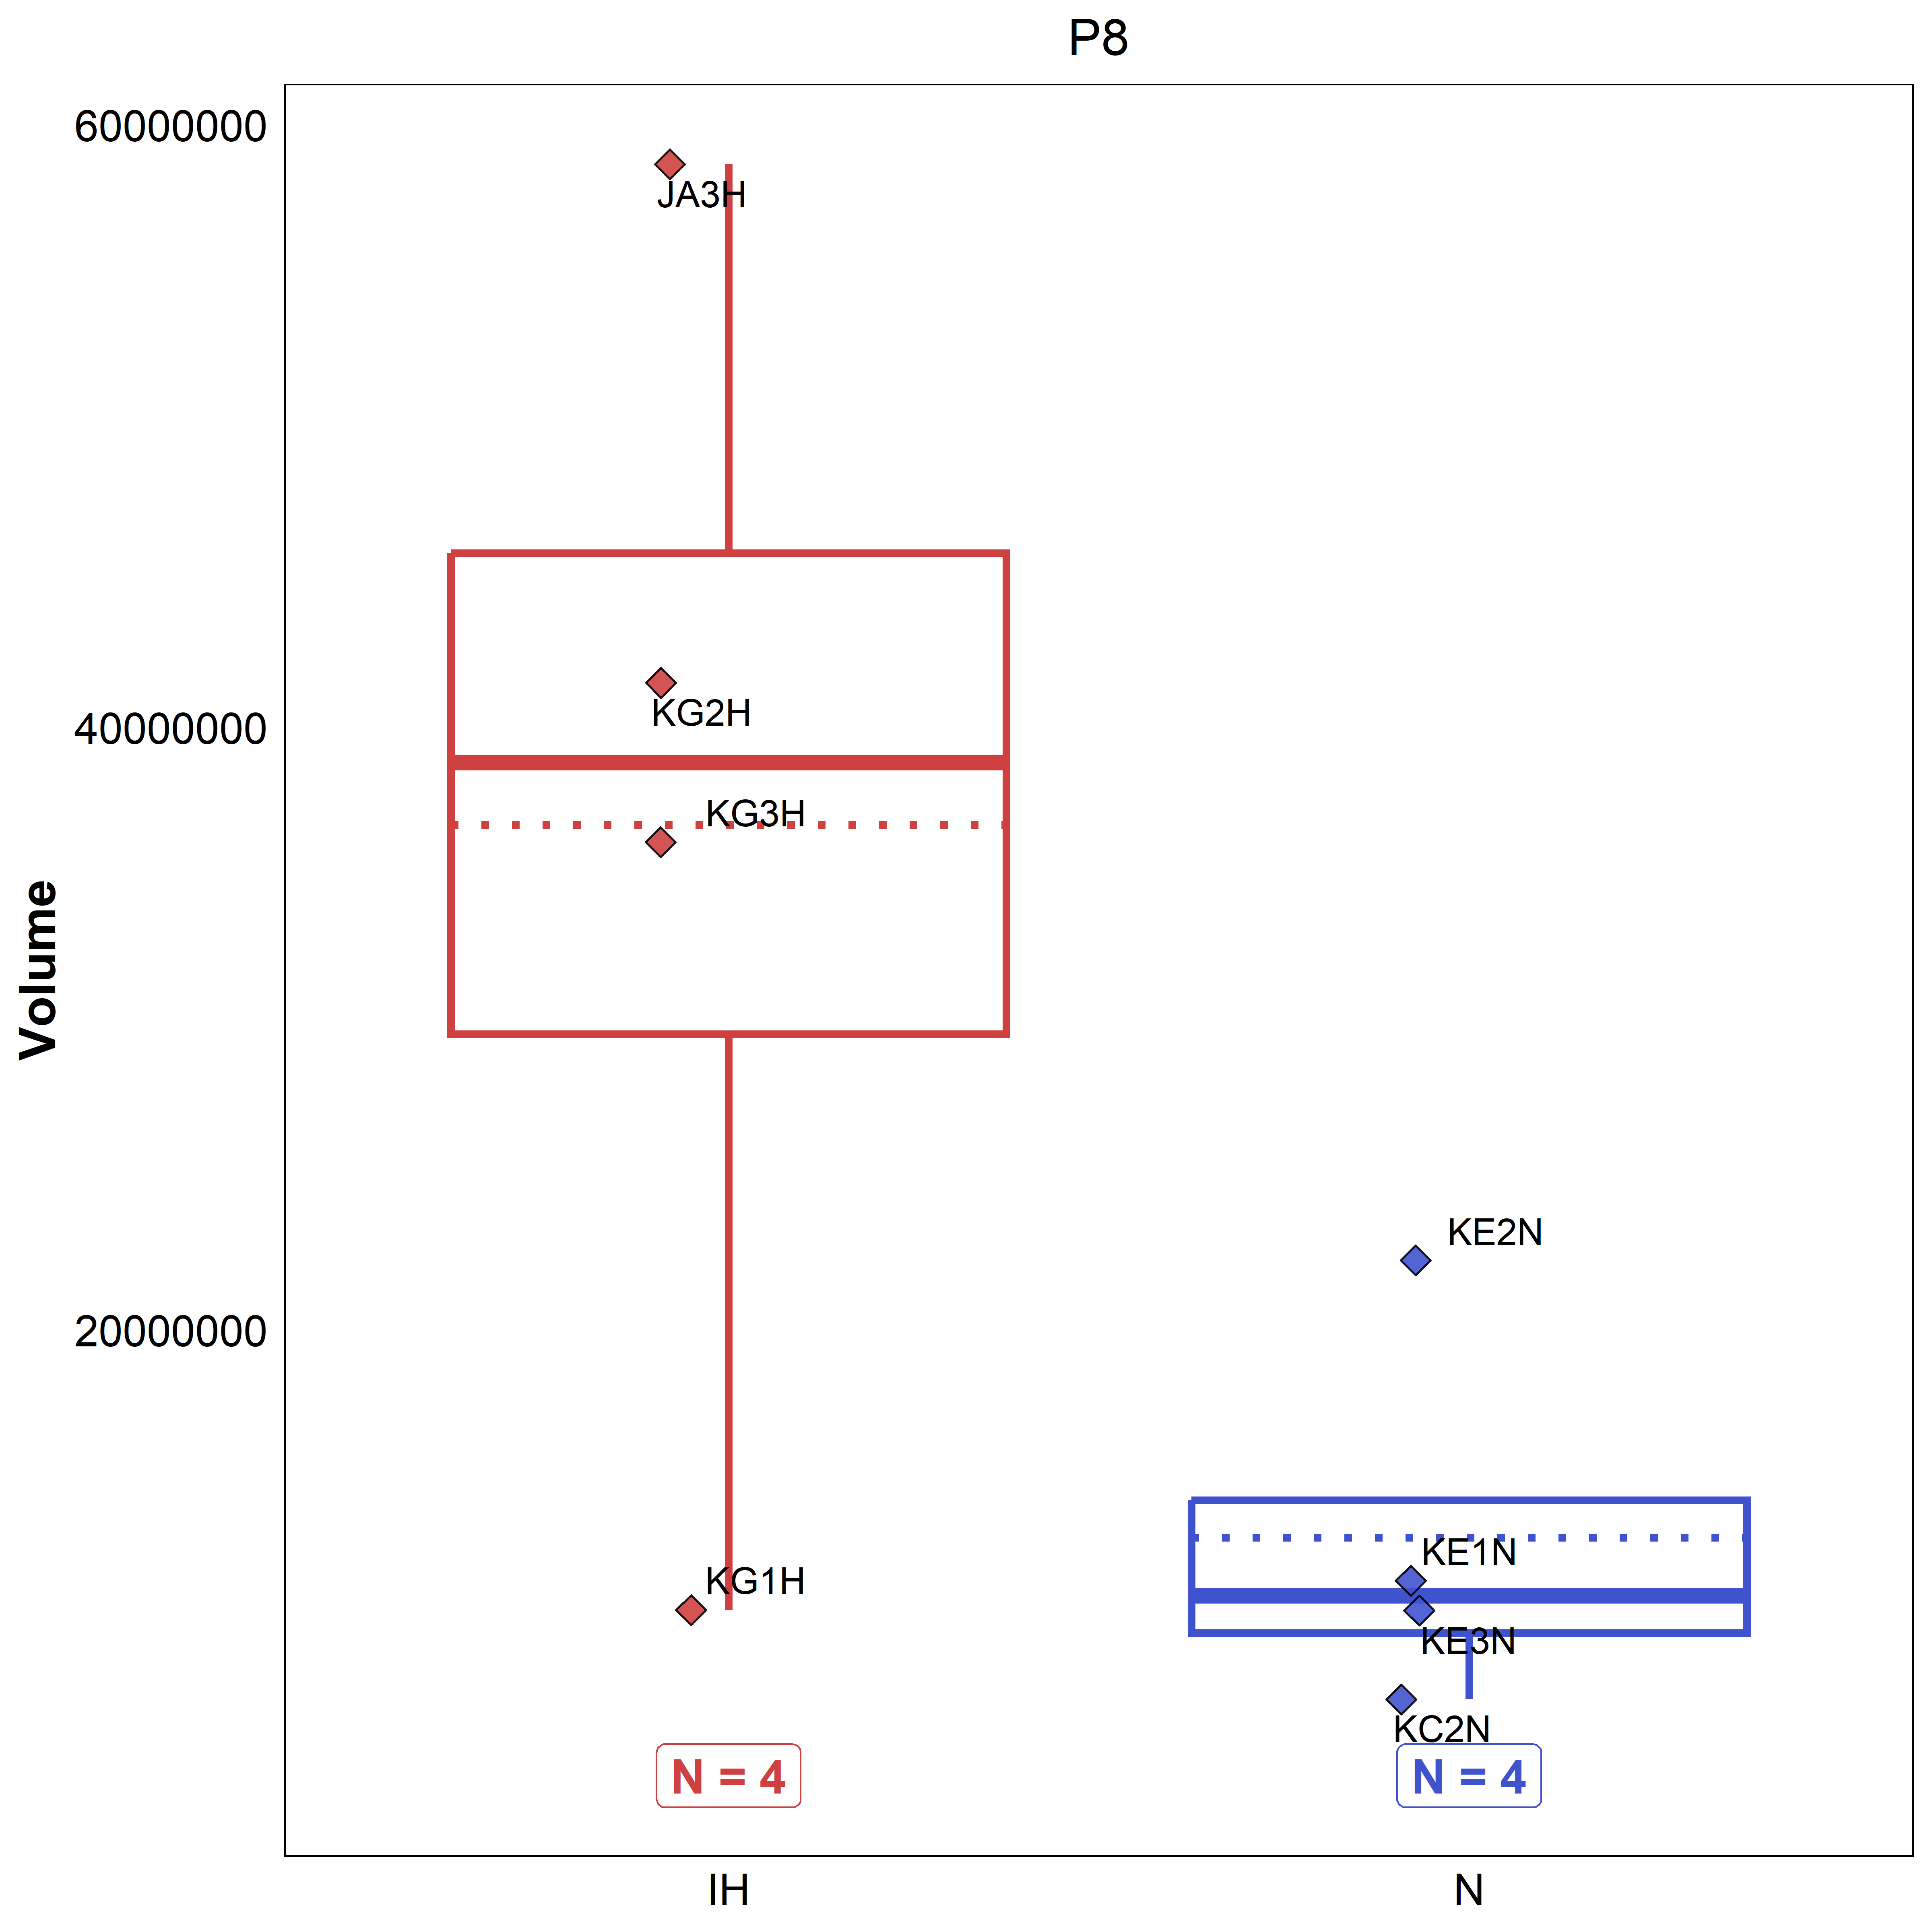 P8
60000000
40000000
20000000
Volume
JA3H
KG2H
KG3H
KG1H
KE2N
KE1N
KE3N
KC2N
N = 4
N = 4
IH
N